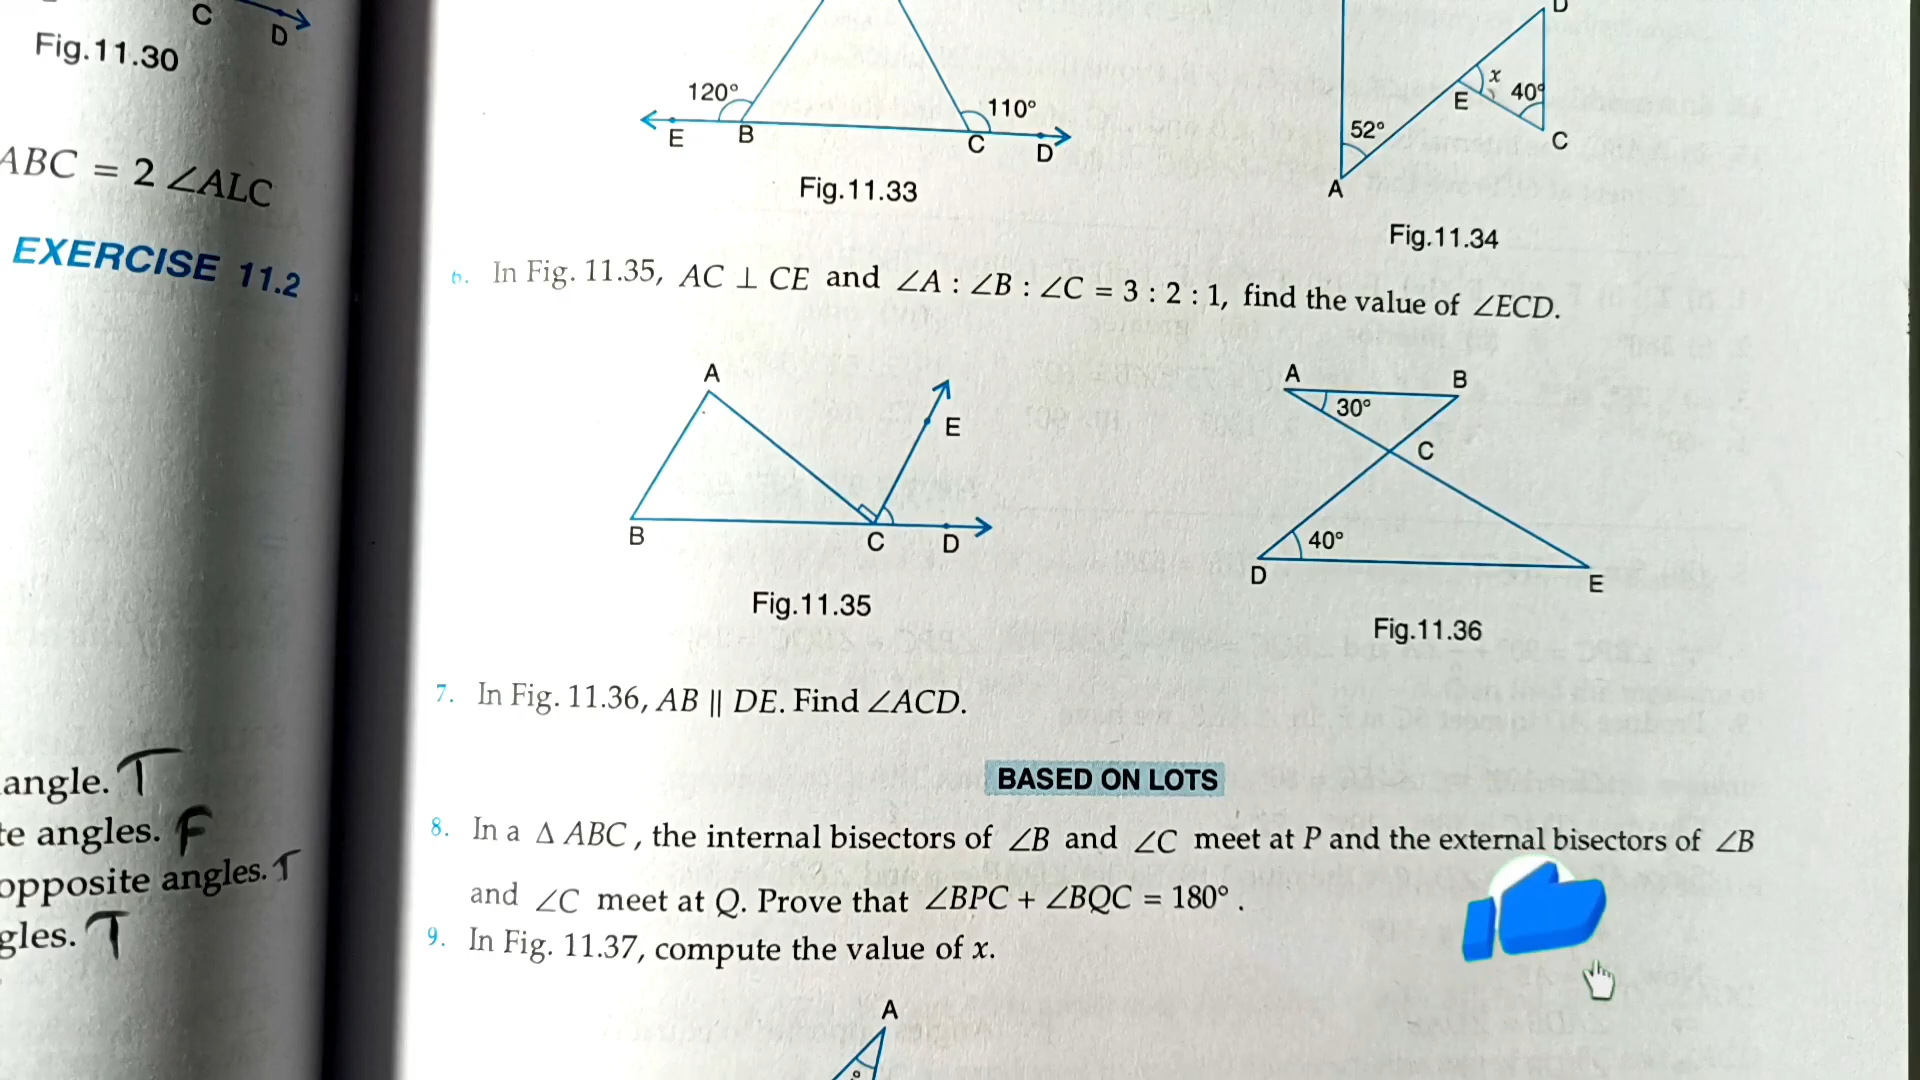 C
D
Fig.11.30
ABC = 2 ∠ALC
EXERCISE 11.2
angle. T
te angles. F
opposite angles. T
gles. T
120°
110°
E
B
C
D
Fig.11.33
D
x
40°
E
52°
C
A
Fig.11.34
6. In Fig. 11.35, AC ⊥ CE and ∠A : ∠B : ∠C = 3 : 2 : 1, find the value of ∠ECD.
A
E
B
C
D
Fig.11.35
A
B
30°
C
40°
D
E
Fig.11.36
7. In Fig. 11.36, AB || DE. Find ∠ACD.
BASED ON LOTS
8. In a Δ ABC, the internal bisectors of ∠B and ∠C meet at P and the external bisectors of ∠B
and ∠C meet at Q. Prove that ∠BPC + ∠BQC = 180°.
9. In Fig. 11.37, compute the value of x.
A